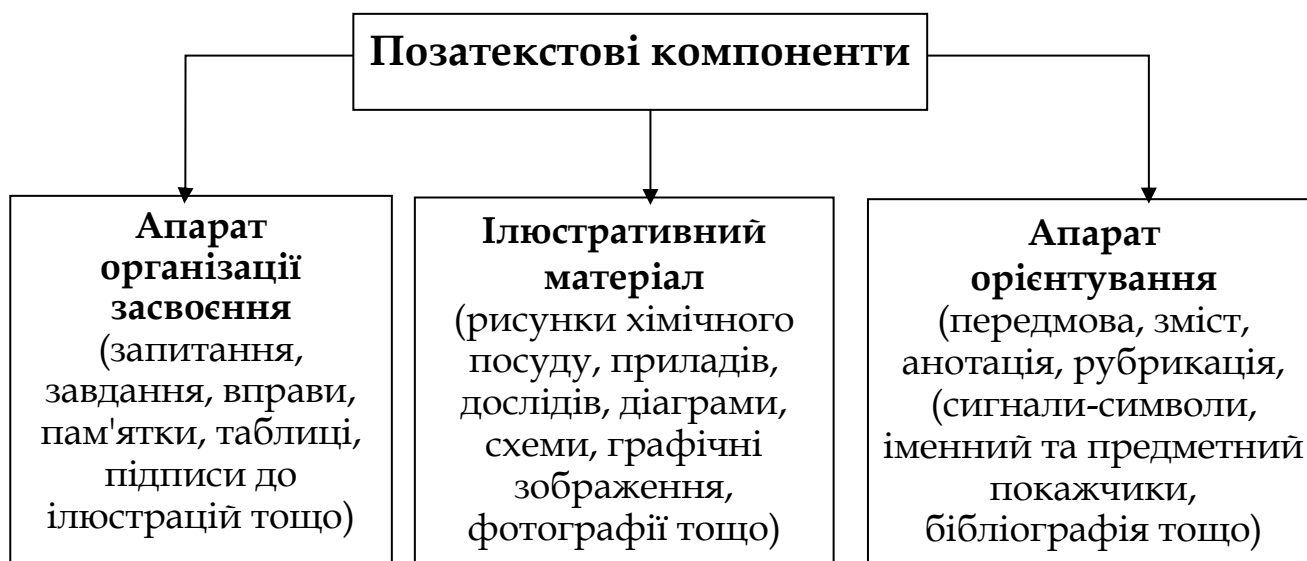 Позатекстові компоненти
Апарат
організації
засвоєння
(запитання,
завдання, вправи,
пам'ятки, таблиці,
підписи до
ілюстрацій тощо)
Ілюстративний
матеріал
(рисунки хімічного
посуду, приладів,
дослідів, діаграми,
схеми, графічні
зображення,
фотографії тощо)
Апарат
орієнтування
(передмова, зміст,
анотація, рубрикація,
(сигнали-символи,
іменний та предметний
покажчики,
бібліографія тощо)